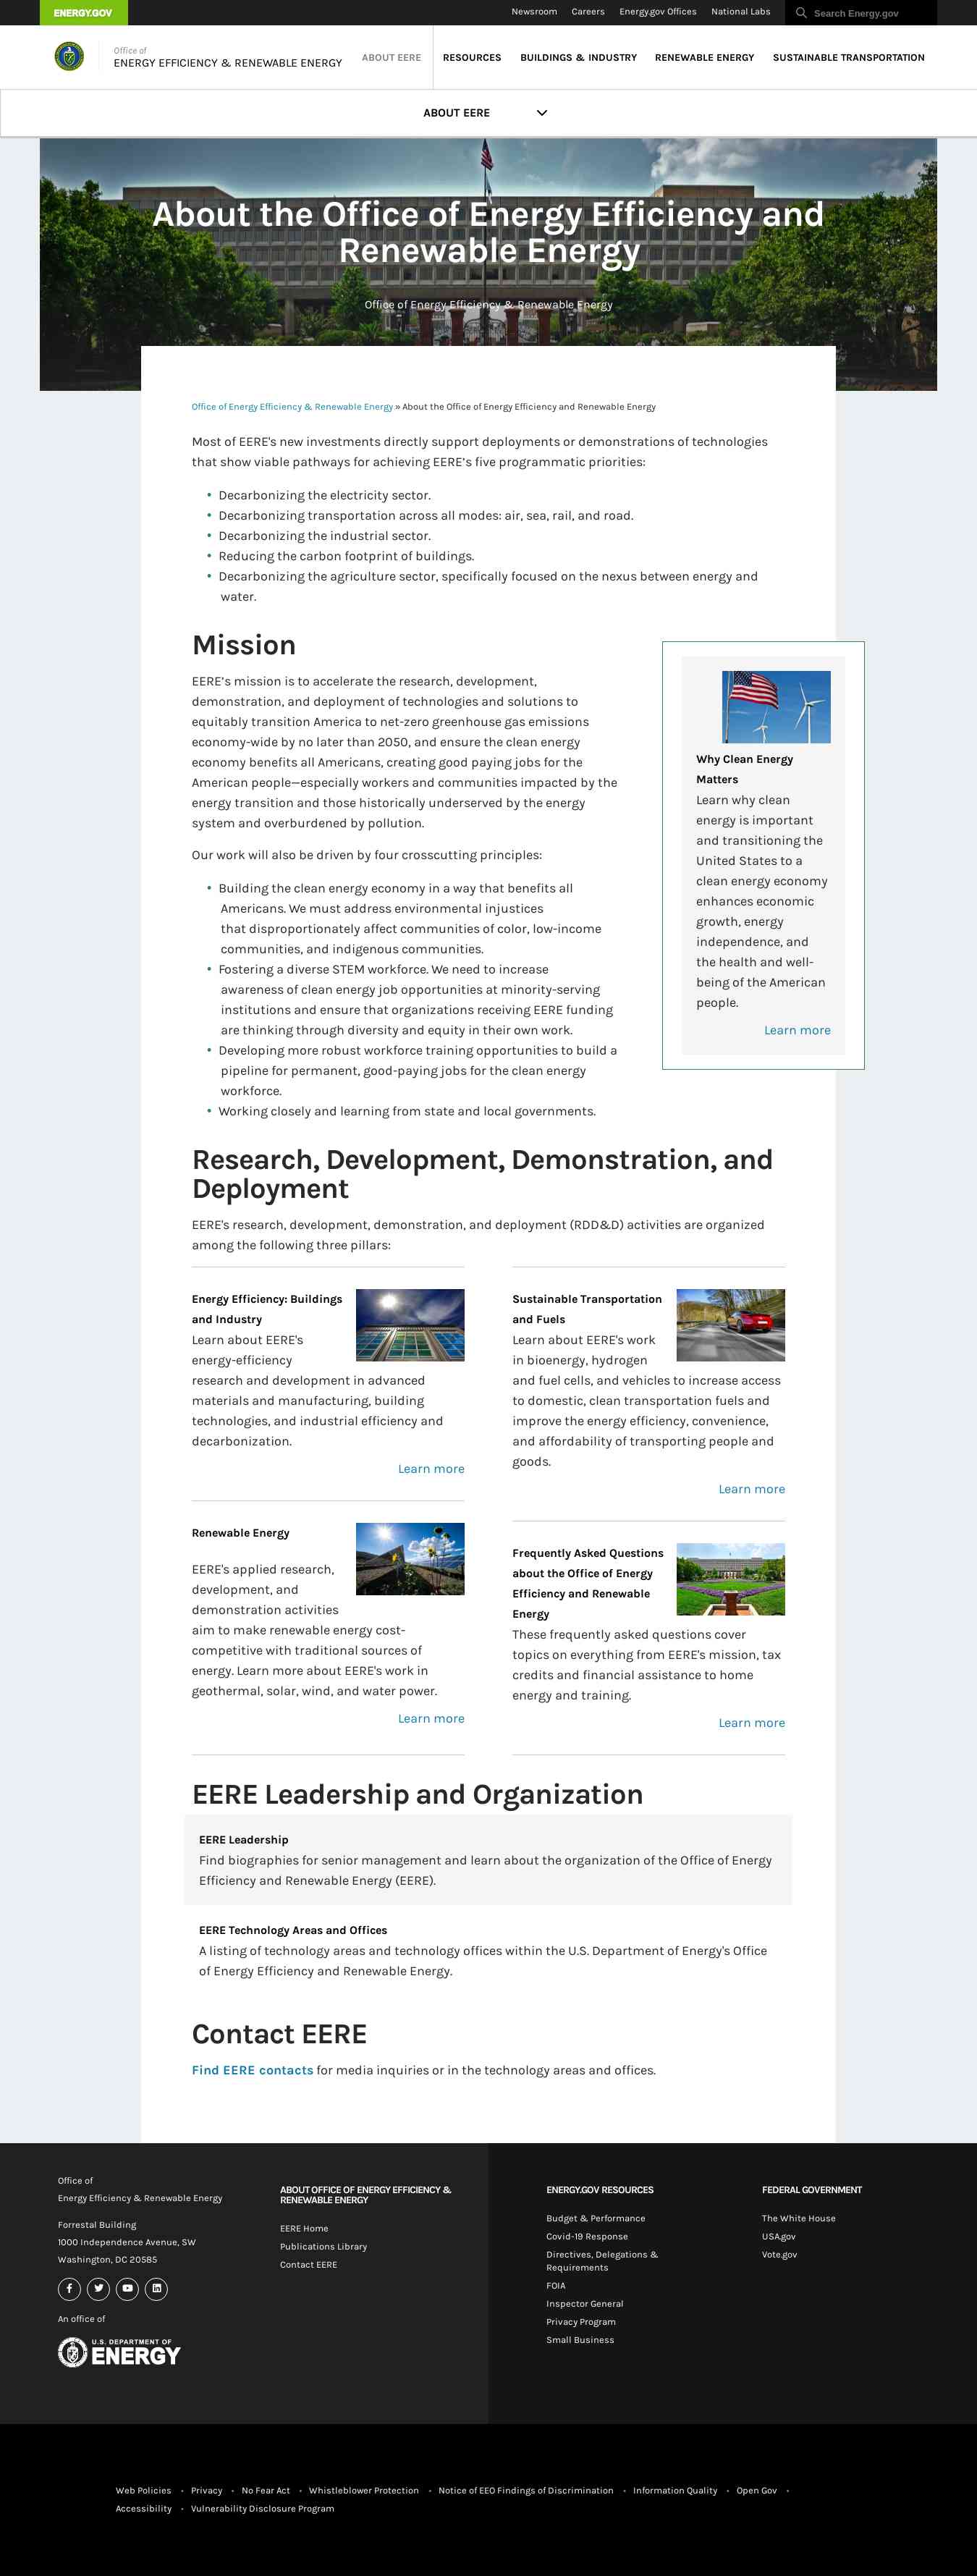 ENERGY.GOV
Newsroom Careers Energy.gov Offices National Labs Search Energy.gov
Office of
ENERGY EFFICIENCY & RENEWABLE ENERGY
ABOUT EERE RESOURCES BUILDINGS & INDUSTRY RENEWABLE ENERGY SUSTAINABLE TRANSPORTATION
ABOUT EERE
About the Office of Energy Efficiency and
Renewable Energy
Office of Energy Efficiency & Renewable Energy
Office of Energy Efficiency & Renewable Energy » About the Office of Energy Efficiency and Renewable Energy
Most of EERE's new investments directly support deployments or demonstrations of technologies
that show viable pathways for achieving EERE’s five programmatic priorities:
• Decarbonizing the electricity sector.
• Decarbonizing transportation across all modes: air, sea, rail, and road.
• Decarbonizing the industrial sector.
• Reducing the carbon footprint of buildings.
• Decarbonizing the agriculture sector, specifically focused on the nexus between energy and
water.
Mission
EERE’s mission is to accelerate the research, development,
demonstration, and deployment of technologies and solutions to
equitably transition America to net-zero greenhouse gas emissions
economy-wide by no later than 2050, and ensure the clean energy
economy benefits all Americans, creating good paying jobs for the
American people—especially workers and communities impacted by the
energy transition and those historically underserved by the energy
system and overburdened by pollution.
Our work will also be driven by four crosscutting principles:
• Building the clean energy economy in a way that benefits all
Americans. We must address environmental injustices
that disproportionately affect communities of color, low-income
communities, and indigenous communities.
• Fostering a diverse STEM workforce. We need to increase
awareness of clean energy job opportunities at minority-serving
institutions and ensure that organizations receiving EERE funding
are thinking through diversity and equity in their own work.
• Developing more robust workforce training opportunities to build a
pipeline for permanent, good-paying jobs for the clean energy
workforce.
• Working closely and learning from state and local governments.
Why Clean Energy
Matters
Learn why clean
energy is important
and transitioning the
United States to a
clean energy economy
enhances economic
growth, energy
independence, and
the health and well-
being of the American
people.
Learn more
Research, Development, Demonstration, and
Deployment
EERE's research, development, demonstration, and deployment (RDD&D) activities are organized
among the following three pillars:
Energy Efficiency: Buildings
and Industry
Learn about EERE's
energy-efficiency
research and development in advanced
materials and manufacturing, building
technologies, and industrial efficiency and
decarbonization.
Learn more
Sustainable Transportation
and Fuels
Learn about EERE's work
in bioenergy, hydrogen
and fuel cells, and vehicles to increase access
to domestic, clean transportation fuels and
improve the energy efficiency, convenience,
and affordability of transporting people and
goods.
Learn more
Renewable Energy
EERE's applied research,
development, and
demonstration activities
aim to make renewable energy cost-
competitive with traditional sources of
energy. Learn more about EERE's work in
geothermal, solar, wind, and water power.
Learn more
Frequently Asked Questions
about the Office of Energy
Efficiency and Renewable
Energy
These frequently asked questions cover
topics on everything from EERE's mission, tax
credits and financial assistance to home
energy and training.
Learn more
EERE Leadership and Organization
EERE Leadership
Find biographies for senior management and learn about the organization of the Office of Energy
Efficiency and Renewable Energy (EERE).
EERE Technology Areas and Offices
A listing of technology areas and technology offices within the U.S. Department of Energy's Office
of Energy Efficiency and Renewable Energy.
Contact EERE
Find EERE contacts for media inquiries or in the technology areas and offices.
Office of
Energy Efficiency & Renewable Energy
Forrestal Building
1000 Independence Avenue, SW
Washington, DC 20585
An office of
U.S. DEPARTMENT OF
ENERGY
ABOUT OFFICE OF ENERGY EFFICIENCY &
RENEWABLE ENERGY
EERE Home
Publications Library
Contact EERE
ENERGY.GOV RESOURCES
Budget & Performance
Covid-19 Response
Directives, Delegations &
Requirements
FOIA
Inspector General
Privacy Program
Small Business
FEDERAL GOVERNMENT
The White House
USA.gov
Vote.gov
Web Policies • Privacy • No Fear Act • Whistleblower Protection • Notice of EEO Findings of Discrimination • Information Quality • Open Gov •
Accessibility • Vulnerability Disclosure Program